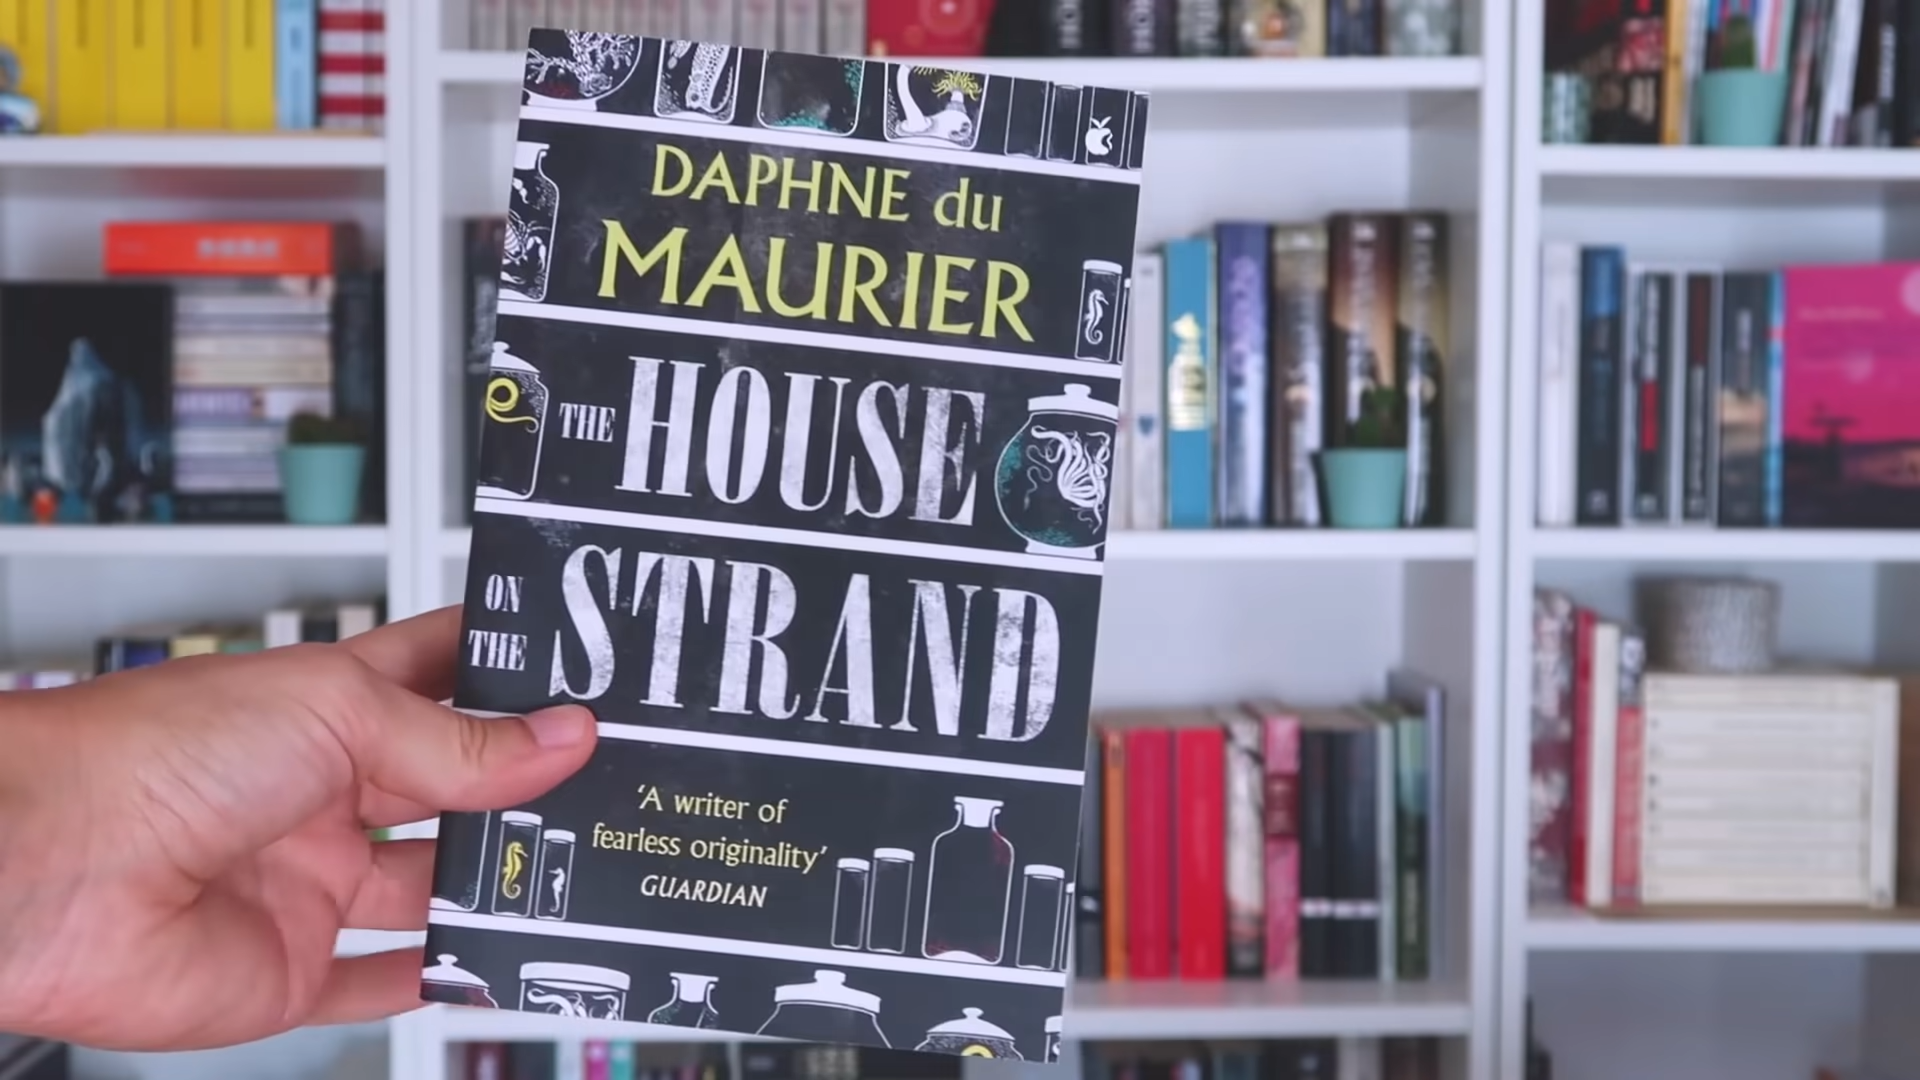 DAPHNE du
MAURIER
THE HOUSE
ON
THE
STRAND
‘A writer of
fearless originality’
GUARDIAN